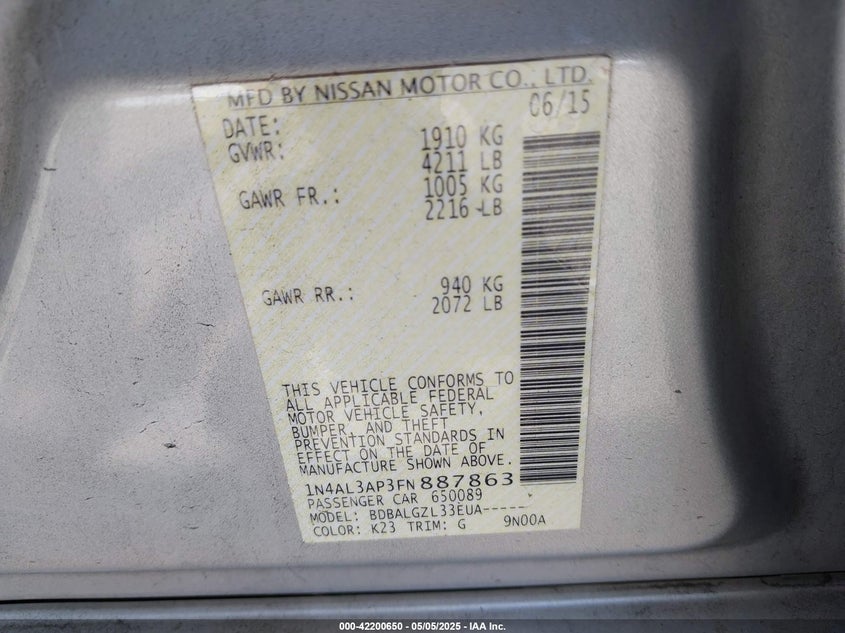 MFD BY NISSAN MOTOR CO., LTD.
DATE: 06/15
GVWR: 1910 KG
4211 LB
GAWR FR.: 1005 KG
2216 LB
GAWR RR.: 940 KG
2072 LB
THIS VEHICLE CONFORMS TO
ALL APPLICABLE FEDERAL
MOTOR VEHICLE SAFETY,
BUMPER, AND THEFT
PREVENTION STANDARDS IN
EFFECT ON THE DATE OF
MANUFACTURE SHOWN ABOVE.
1N4AL3AP3FN887863
PASSENGER CAR 650089
MODEL: BDBALGZL33EUA-----
COLOR: K23 TRIM: G 9N00A
000-42200650 - 05/05/2025 - IAA Inc.